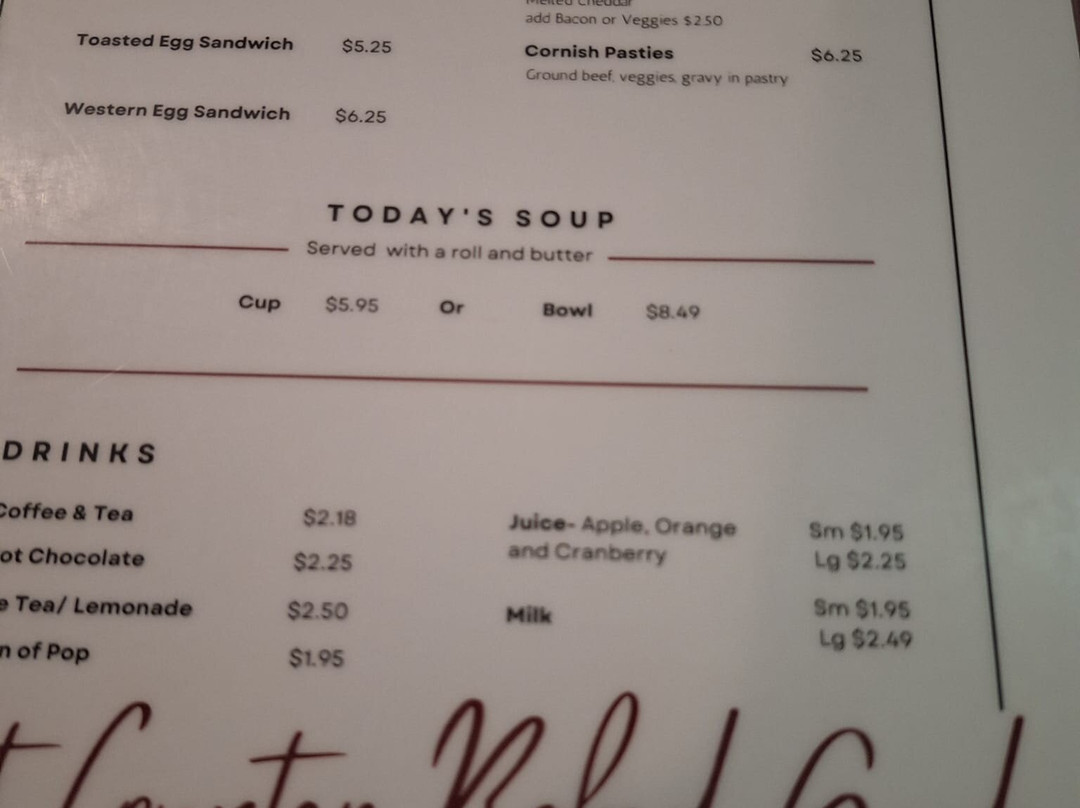 Melted Cheddar
add Bacon or Veggies $2.50
Toasted Egg Sandwich $5.25
Cornish Pasties $6.25
Ground beef, veggies, gravy in pastry
Western Egg Sandwich $6.25
TODAY'S SOUP
Served with a roll and butter
Cup $5.95 Or Bowl $8.49
DRINKS
Coffee & Tea $2.18
ot Chocolate $2.25
e Tea/ Lemonade $2.50
n of Pop $1.95
Juice- Apple, Orange Sm $1.95
and Cranberry Lg $2.25
Milk Sm $1.95
Lg $2.49